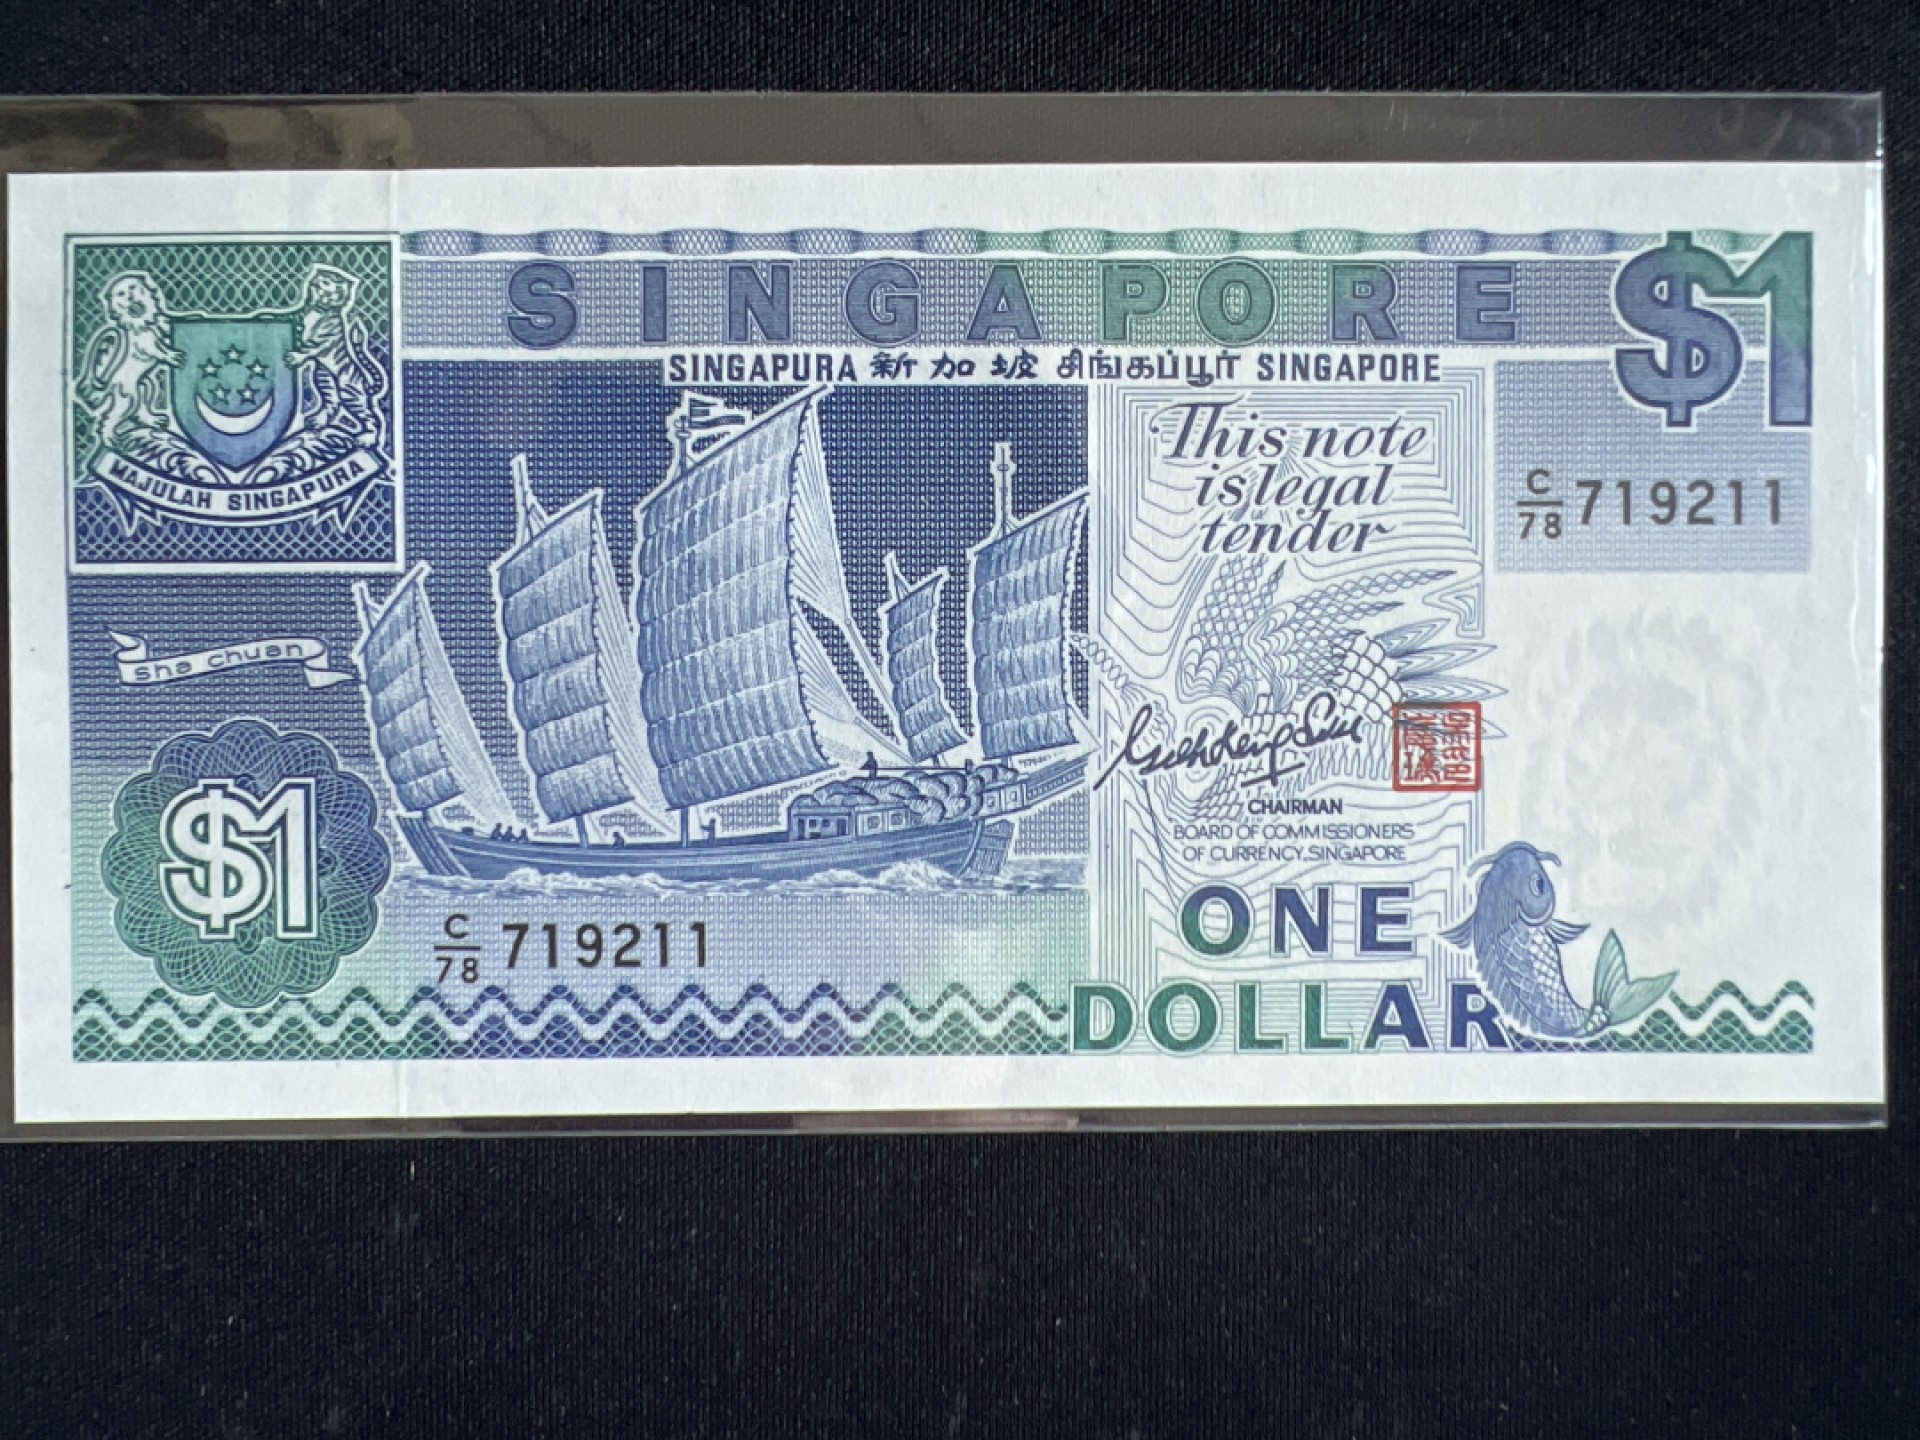 SINGAPORE
$1
SINGAPURA 新加坡 சிங்கப்பூர் SINGAPORE
MAJULAH SINGAPURA
This note
is legal
tender
C/78 719211
sha chuan
$1
CHAIRMAN
BOARD OF COMMISSIONERS
OF CURRENCY, SINGAPORE
C/78 719211
ONE
DOLLAR